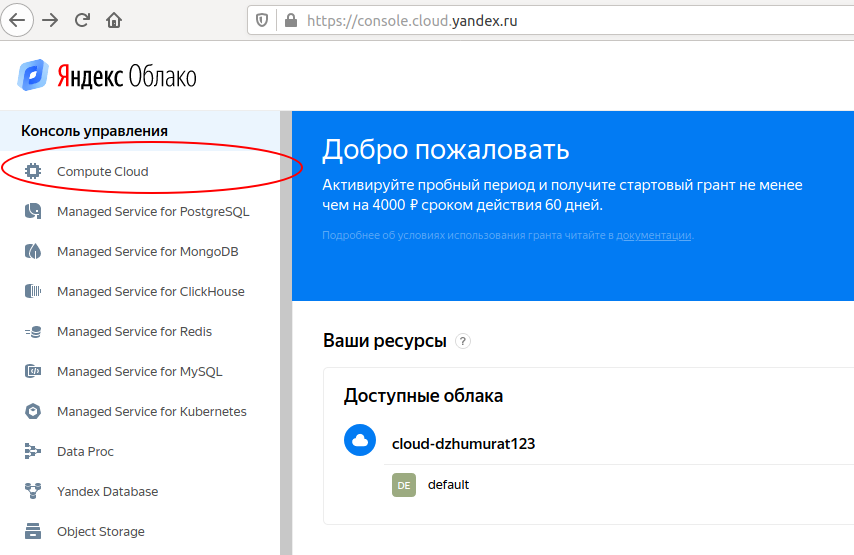 https://console.cloud.yandex.ru
Яндекс Облако
Консоль управления
Compute Cloud
Managed Service for PostgreSQL
Managed Service for MongoDB
Managed Service for ClickHouse
Managed Service for Redis
Managed Service for MySQL
Managed Service for Kubernetes
Data Proc
Yandex Database
Object Storage
Добро пожаловать
Активируйте пробный период и получите стартовый грант не менее
чем на 4000 ₽ сроком действия 60 дней.
Подробнее об условиях использования гранта читайте в документации.
Ваши ресурсы ?
Доступные облака
cloud-dzhumurat123
DE default